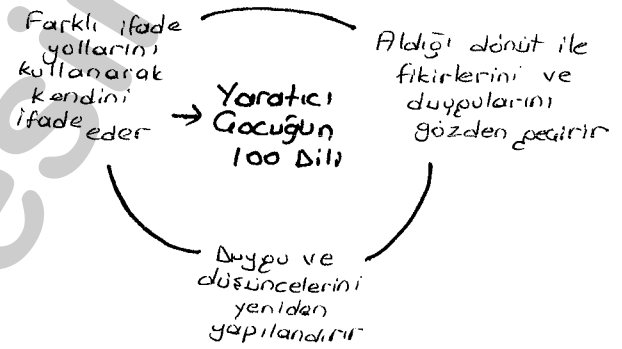 Farklı ifade
yollarını
kullanarak
kendini
ifade
eder
→ Yaratıcı
Çocuğun
100 Dili
Aldığı dönüt ile
fikirlerini ve
duygularını
gözden geçirir
Duygu ve
düşüncelerini
yeniden
yapılandırır